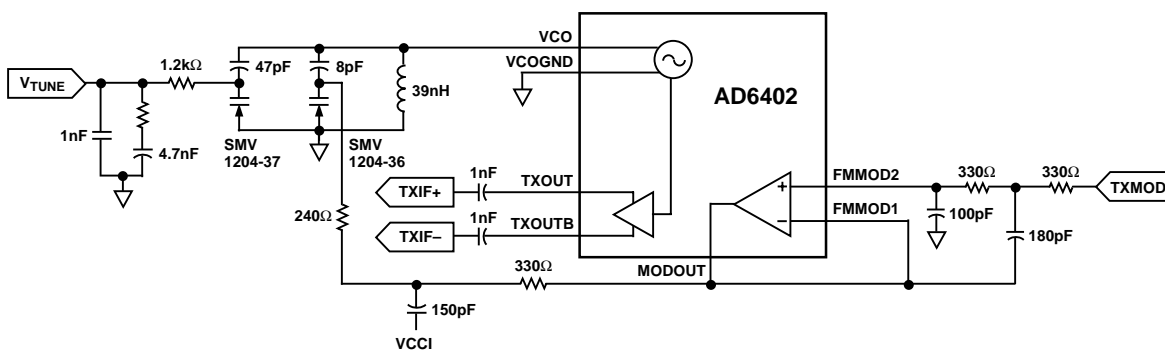 VCO
VCOGND
AD6402
VTUNE
1.2kΩ
47pF
8pF
39nH
1nF
4.7nF
SMV
1204-37
SMV
1204-36
240Ω
TXIF+
1nF
TXOUT
TXIF–
1nF
TXOUTB
+
–
FMMOD2
FMMOD1
330Ω
330Ω
TXMOD
100pF
180pF
MODOUT
330Ω
150pF
VCCI